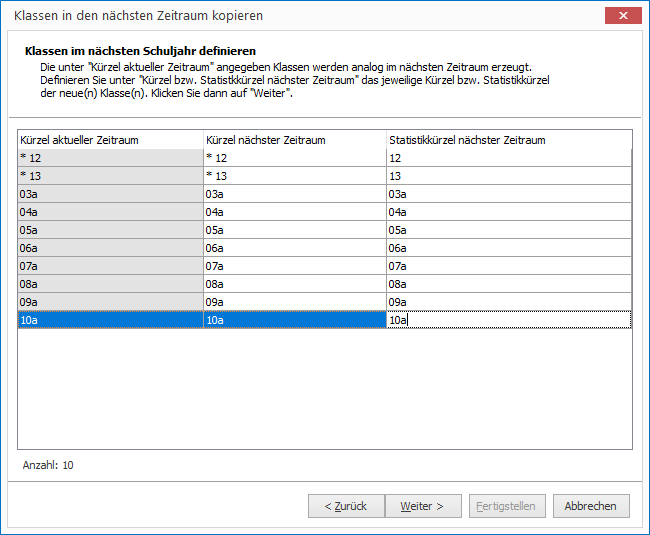 Klassen in den nächsten Zeitraum kopieren
Klassen im nächsten Schuljahr definieren
Die unter "Kürzel aktueller Zeitraum" angegeben Klassen werden analog im nächsten Zeitraum erzeugt.
Definieren Sie unter "Kürzel bzw. Statistkkürzel nächster Zeitraum" das jeweilige Kürzel bzw. Statistikkürzel
der neue(n) Klasse(n). Klicken Sie dann auf "Weiter".
Kürzel aktueller Zeitraum Kürzel nächster Zeitraum Statistikkürzel nächster Zeitraum
* 12 * 12 12
* 13 * 13 13
03a 03a 03a
04a 04a 04a
05a 05a 05a
06a 06a 06a
07a 07a 07a
08a 08a 08a
09a 09a 09a
10a 10a 10a
Anzahl: 10
< Zurück Weiter > Fertigstellen Abbrechen